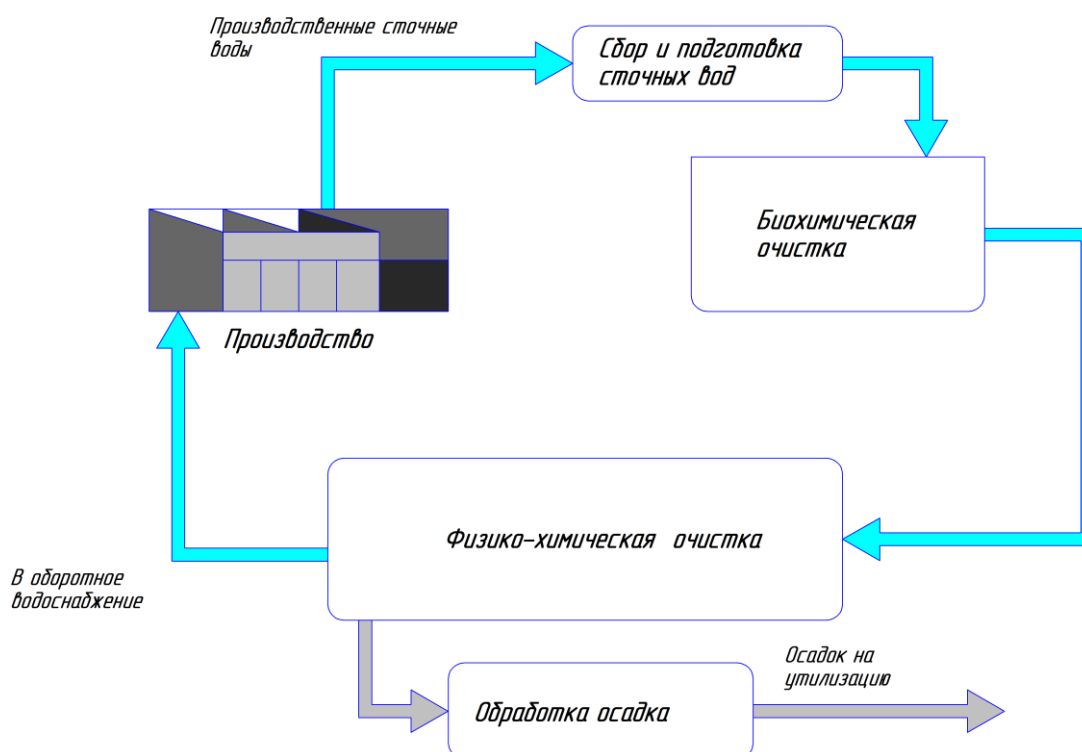 Производственные сточные
воды
Сбор и подготовка
сточных вод
Биохимическая
очистка
Производство
Физико-химическая очистка
В оборотное
водоснабжение
Осадок на
утилизацию
Обработка осадка